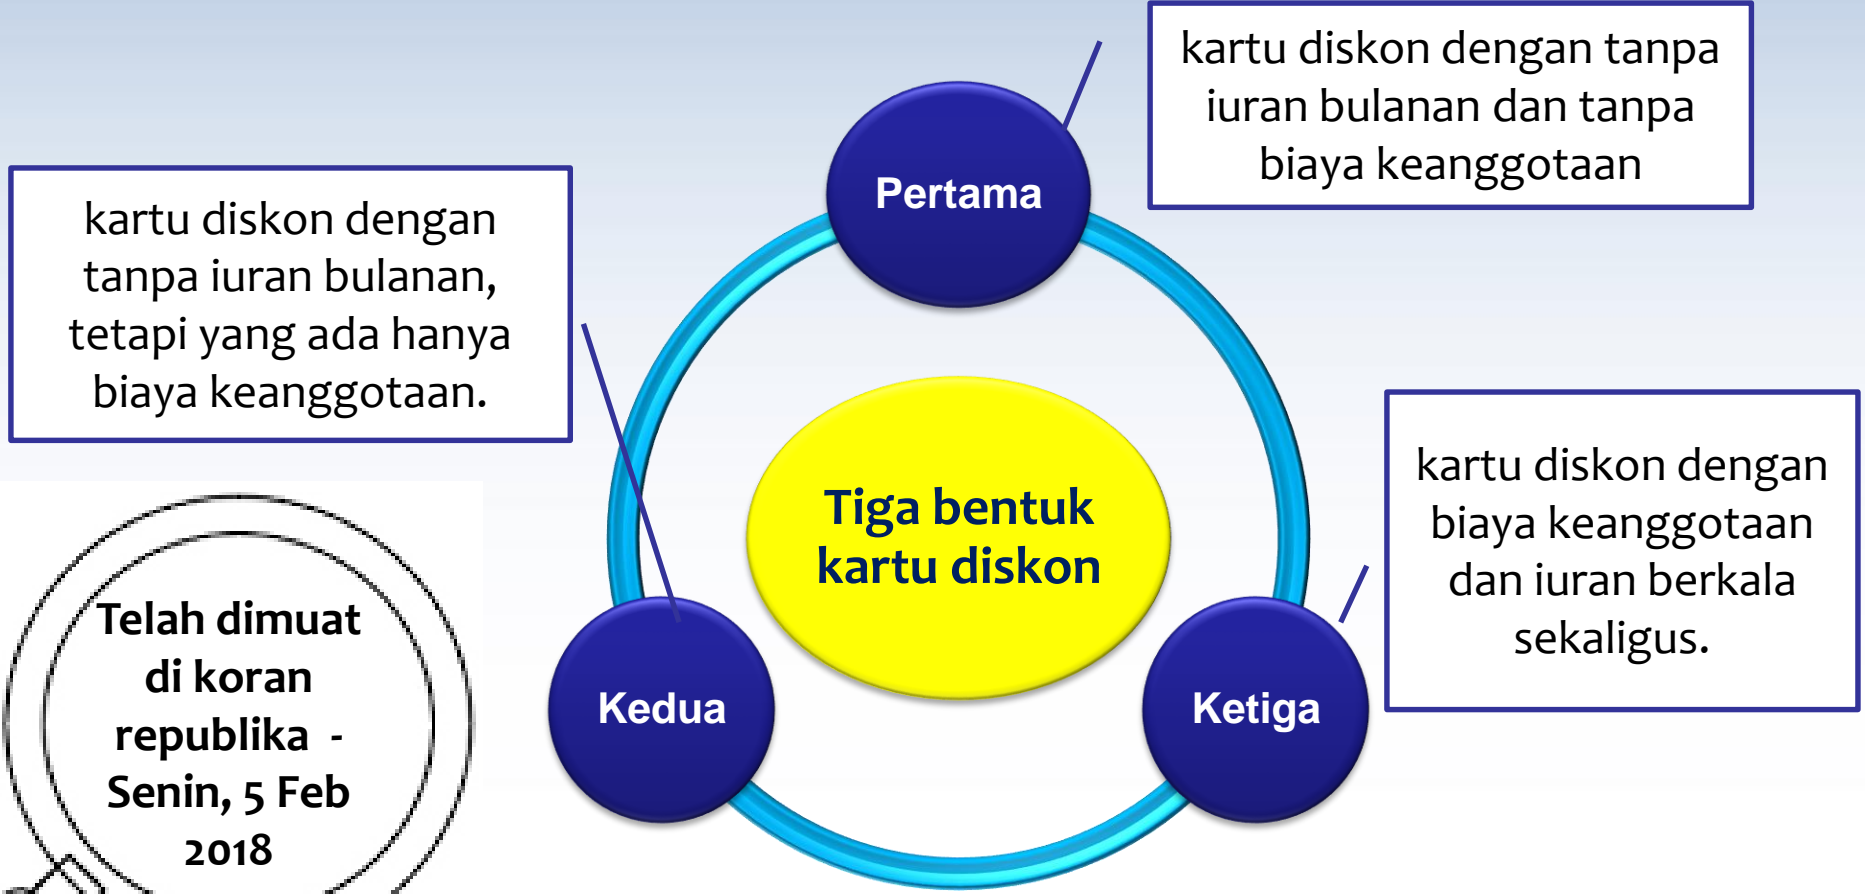 kartu diskon dengan tanpa
iuran bulanan dan tanpa
biaya keanggotaan
Pertama
kartu diskon dengan
tanpa iuran bulanan,
tetapi yang ada hanya
biaya keanggotaan.
Tiga bentuk
kartu diskon
kartu diskon dengan
biaya keanggotaan
dan iuran berkala
sekaligus.
Kedua
Ketiga
Telah dimuat
di koran
republika -
Senin, 5 Feb
2018